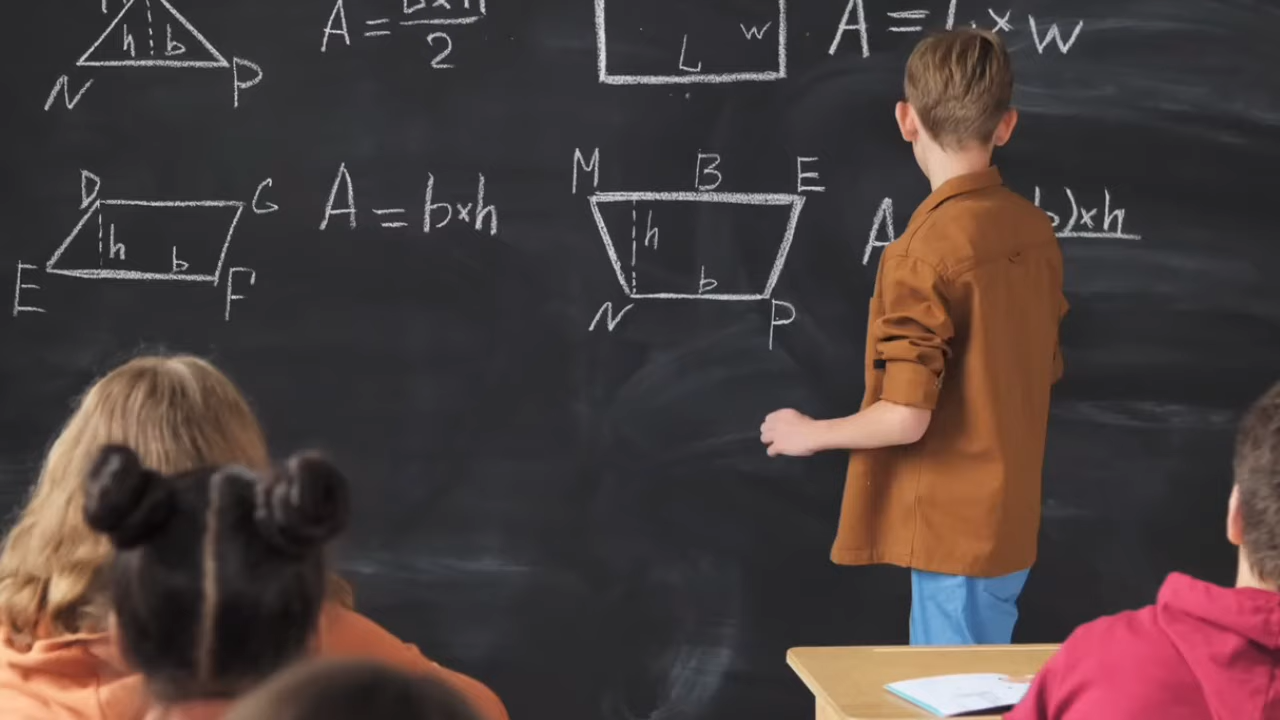 h b
N P
A = b×h
2
L w
A = L × w
D G
h b
E F
A = b×h
M B E
h
b
N P
A
b)×h